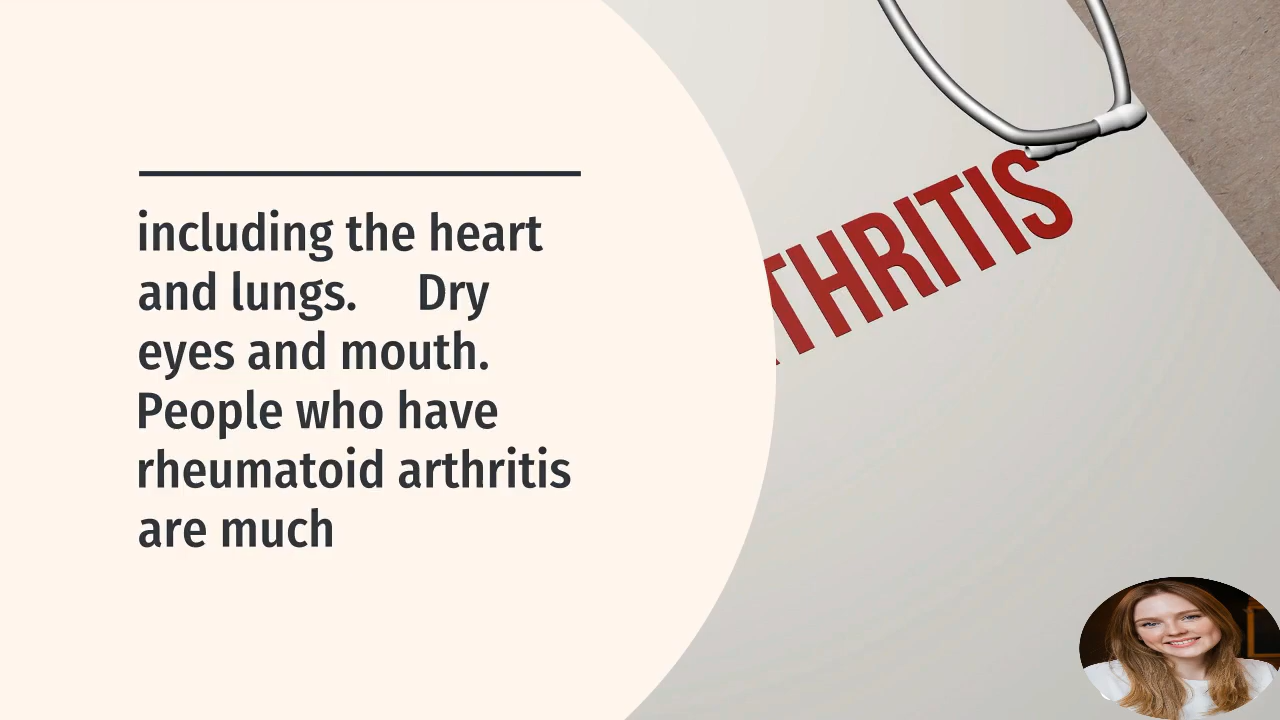 including the heart
and lungs.     Dry
eyes and mouth.
People who have
rheumatoid arthritis
are much
THRITIS